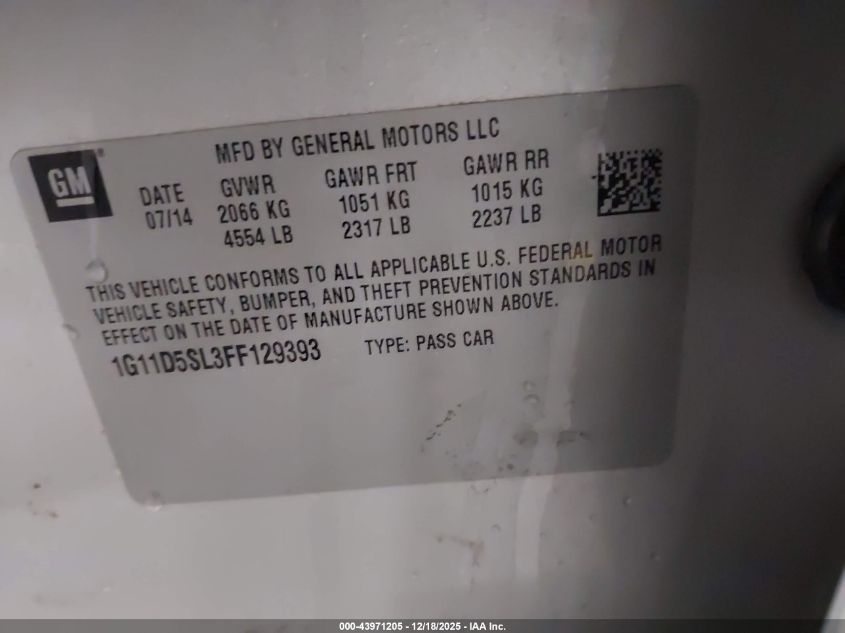 MFD BY GENERAL MOTORS LLC
GM®
DATE GVWR GAWR FRT GAWR RR
07/14 2066 KG 1051 KG 1015 KG
4554 LB 2317 LB 2237 LB
THIS VEHICLE CONFORMS TO ALL APPLICABLE U.S. FEDERAL MOTOR
VEHICLE SAFETY, BUMPER, AND THEFT PREVENTION STANDARDS IN
EFFECT ON THE DATE OF MANUFACTURE SHOWN ABOVE.
1G11D5SL3FF129393 TYPE: PASS CAR
000-43971205 - 12/18/2025 - IAA Inc.